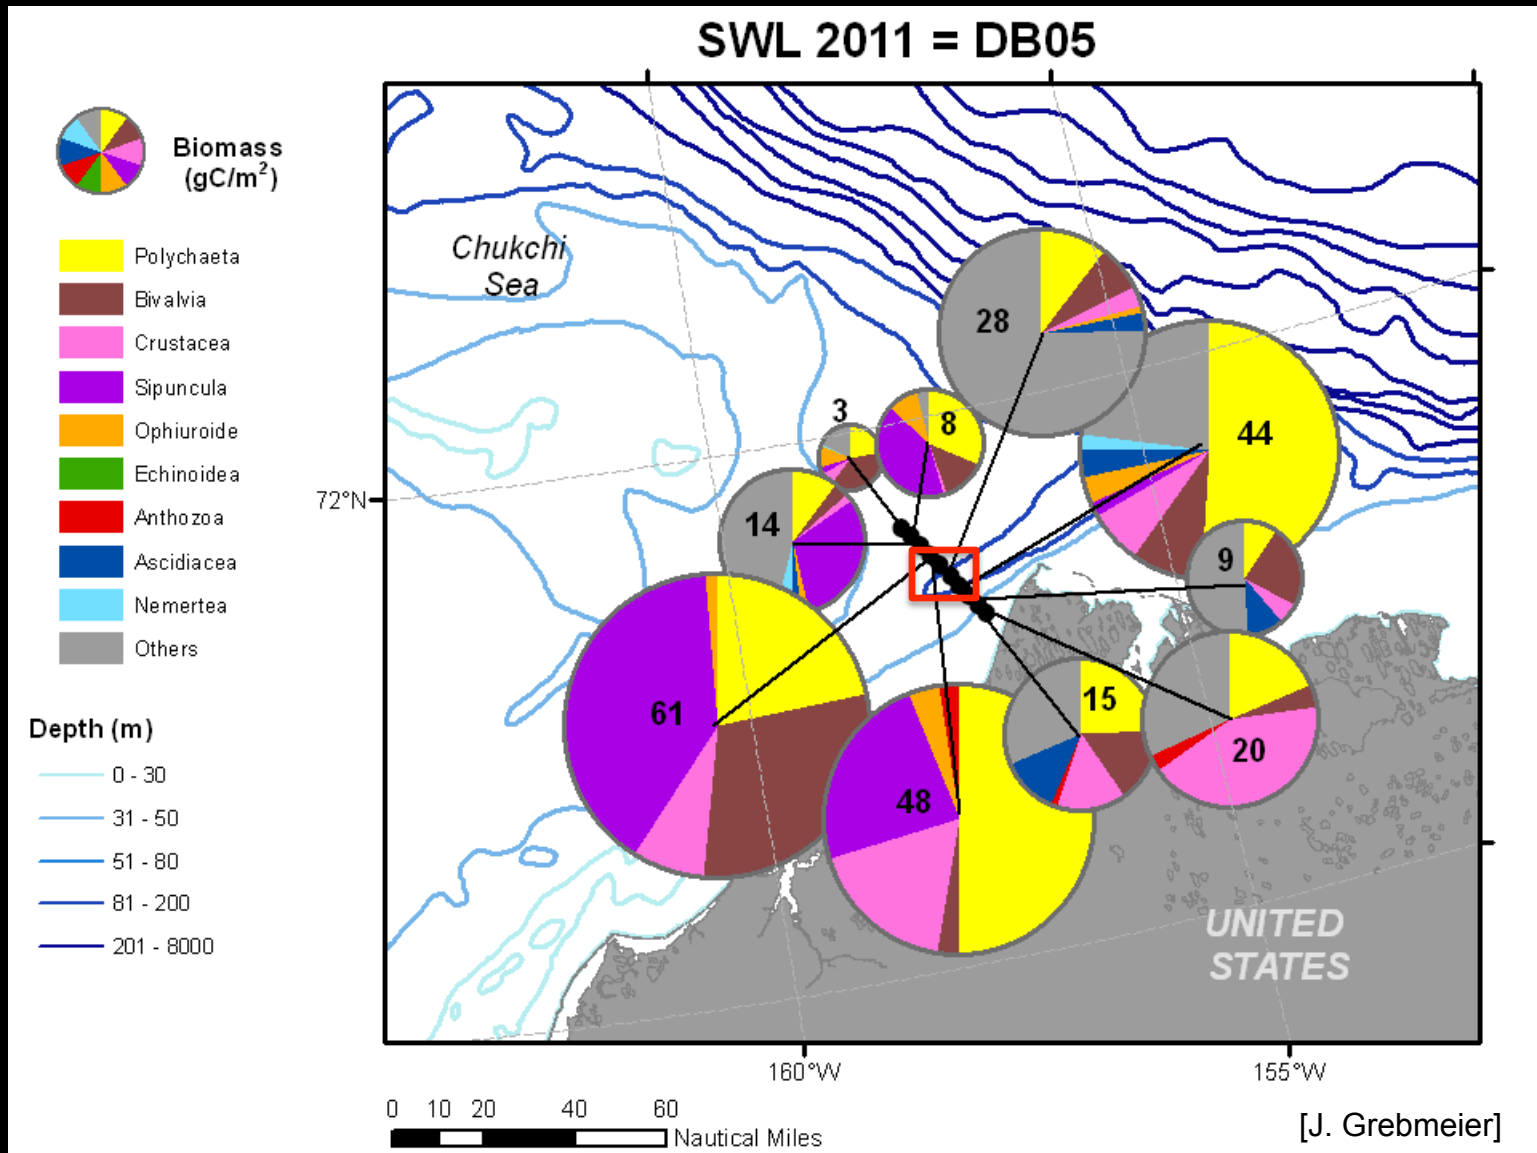 SWL 2011 = DB05
Biomass
(gC/m²)
Polychaeta
Bivalvia
Crustacea
Sipuncula
Ophiuroide
Echinoidea
Anthozoa
Ascidiacea
Nemertea
Others
Depth (m)
0 - 30
31 - 50
51 - 80
81 - 200
201 - 8000
Chukchi
Sea
28
44
3
8
14
9
61
48
15
20
72°N
UNITED
STATES
160°W
155°W
0 10 20 40 60
Nautical Miles
[J. Grebmeier]